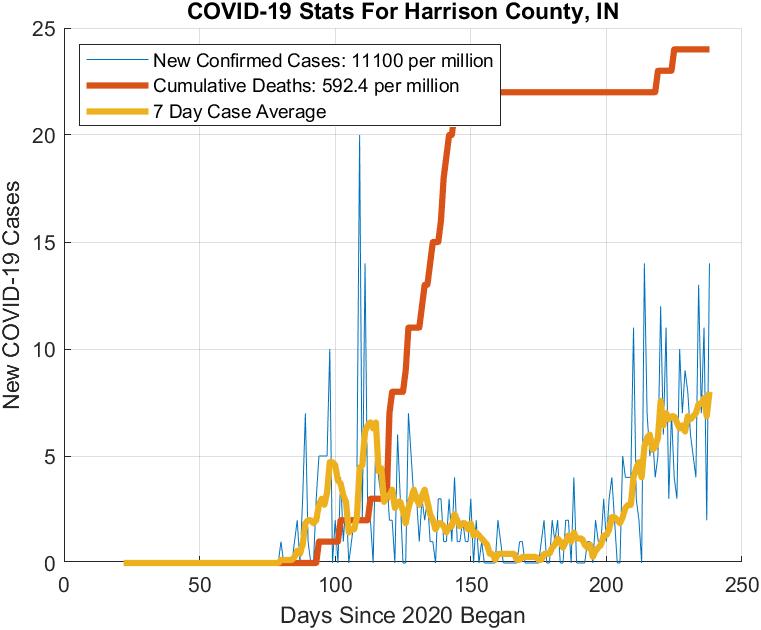 COVID-19 Stats For Harrison County, IN
25
New Confirmed Cases: 11100 per million
Cumulative Deaths: 592.4 per million
7 Day Case Average
20
15
10
5
0
New COVID-19 Cases
0 50 100 150 200 250
Days Since 2020 Began